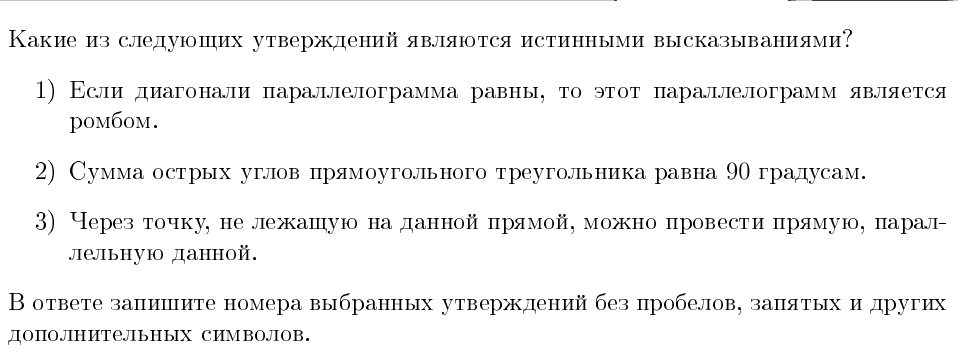 Какие из следующих утверждений являются истинными высказываниями?
1) Если диагонали параллелограмма равны, то этот параллелограмм является
ромбом.
2) Сумма острых углов прямоугольного треугольника равна 90 градусам.
3) Через точку, не лежащую на данной прямой, можно провести прямую, парал-
лельную данной.
В ответе запишите номера выбранных утверждений без пробелов, запятых и других
дополнительных символов.